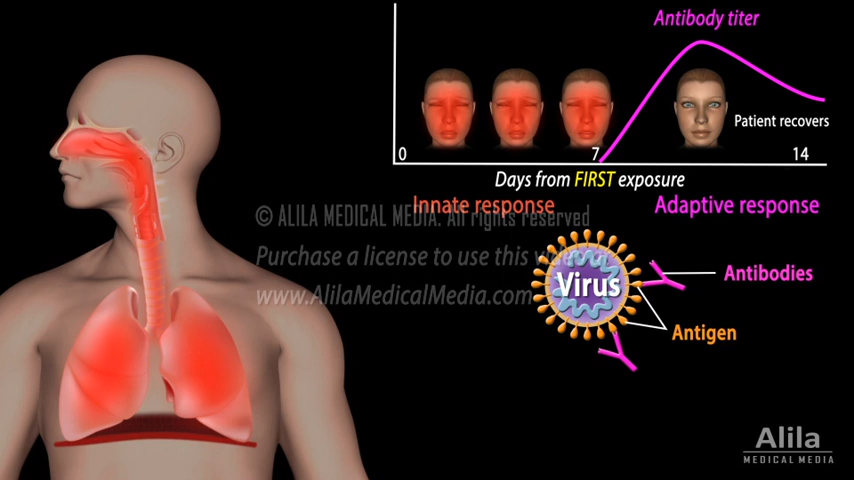 Antibody titer
Patient recovers
0 7 14
Days from FIRST exposure
Innate response Adaptive response
© ALILA MEDICAL MEDIA. All rights reserved
Purchase a license to use this
www.AlilaMedicalMedia.com
Virus
Antibodies
Antigen
Alila
MEDICAL MEDIA